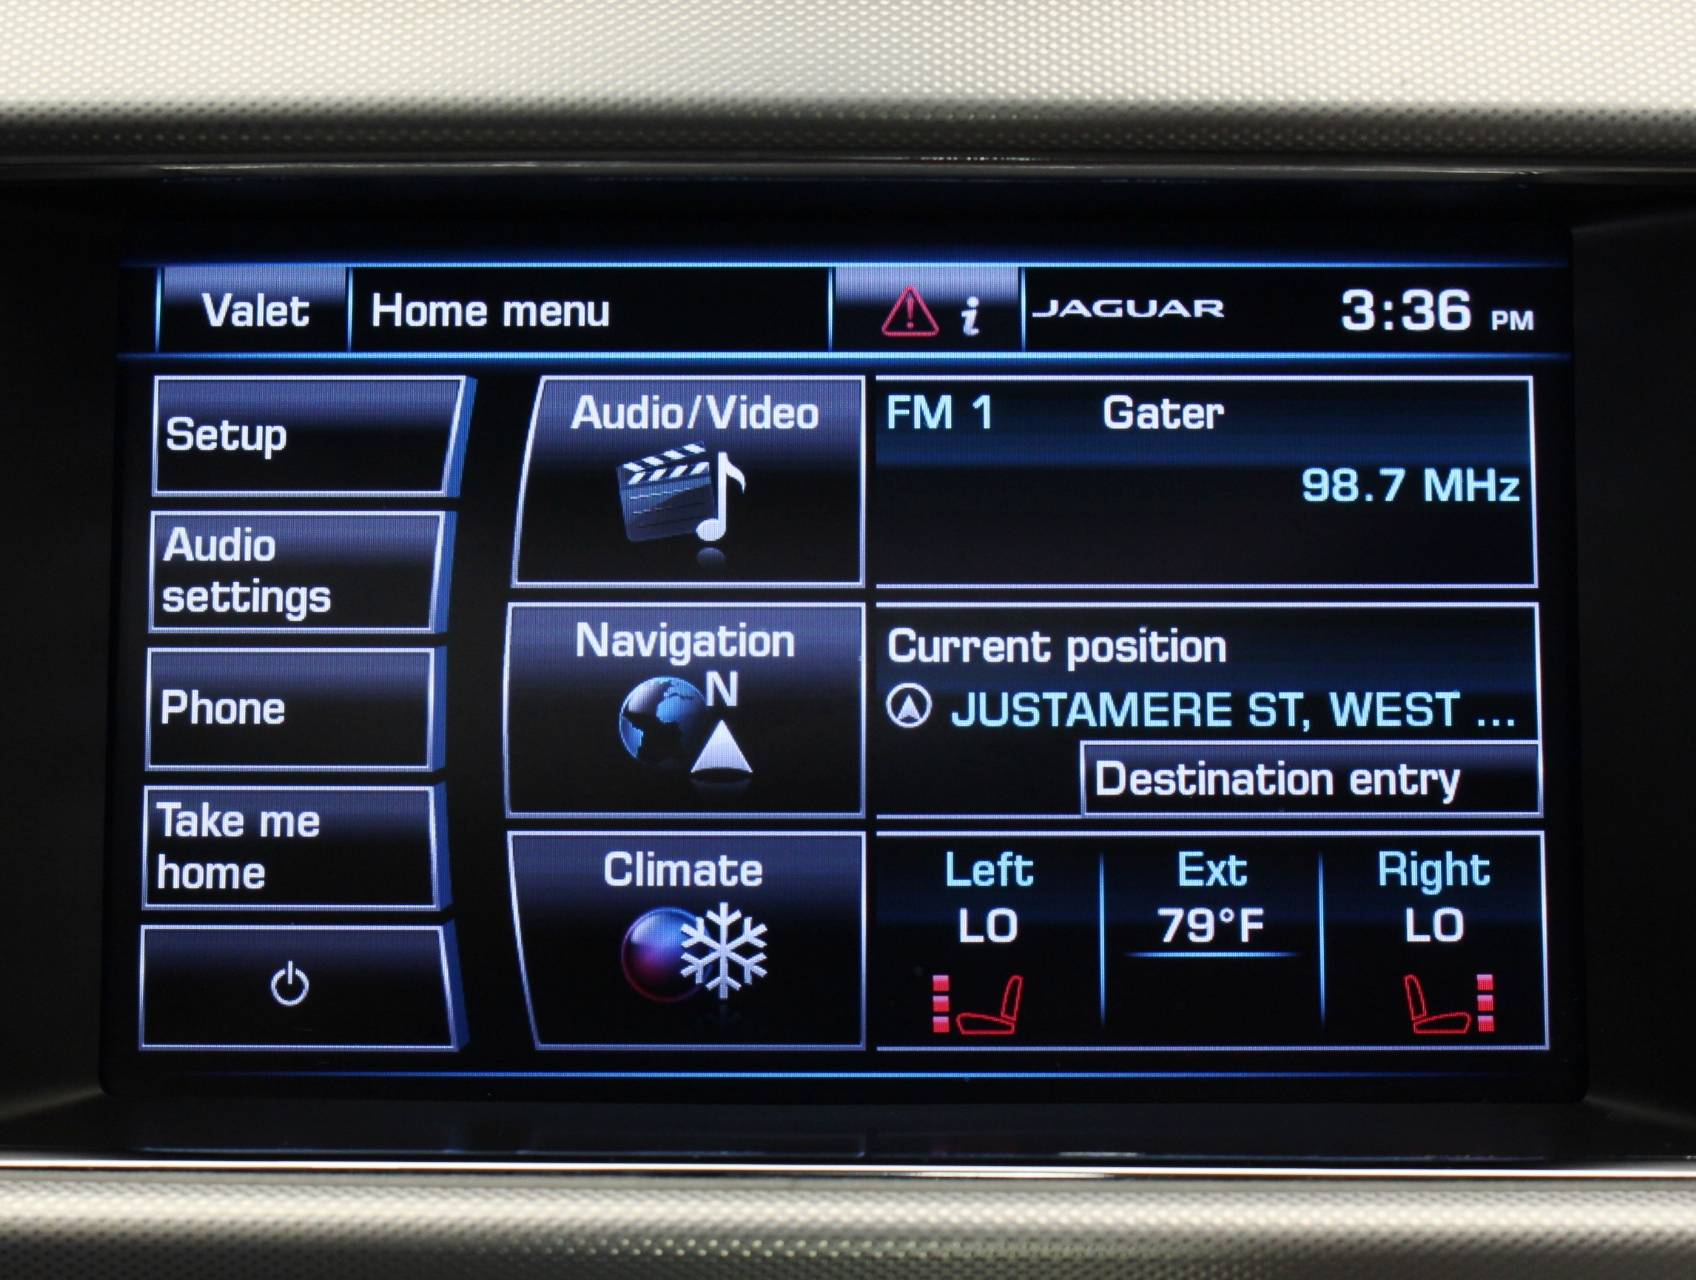 Valet
Home menu
i
JAGUAR
3:36 PM
Setup
Audio
settings
Phone
Take me
home
Audio/Video
FM 1 Gater
98.7 MHz
Navigation
N
Current position
JUSTAMERE ST, WEST ...
Destination entry
Climate
Left Ext Right
LO 79°F LO